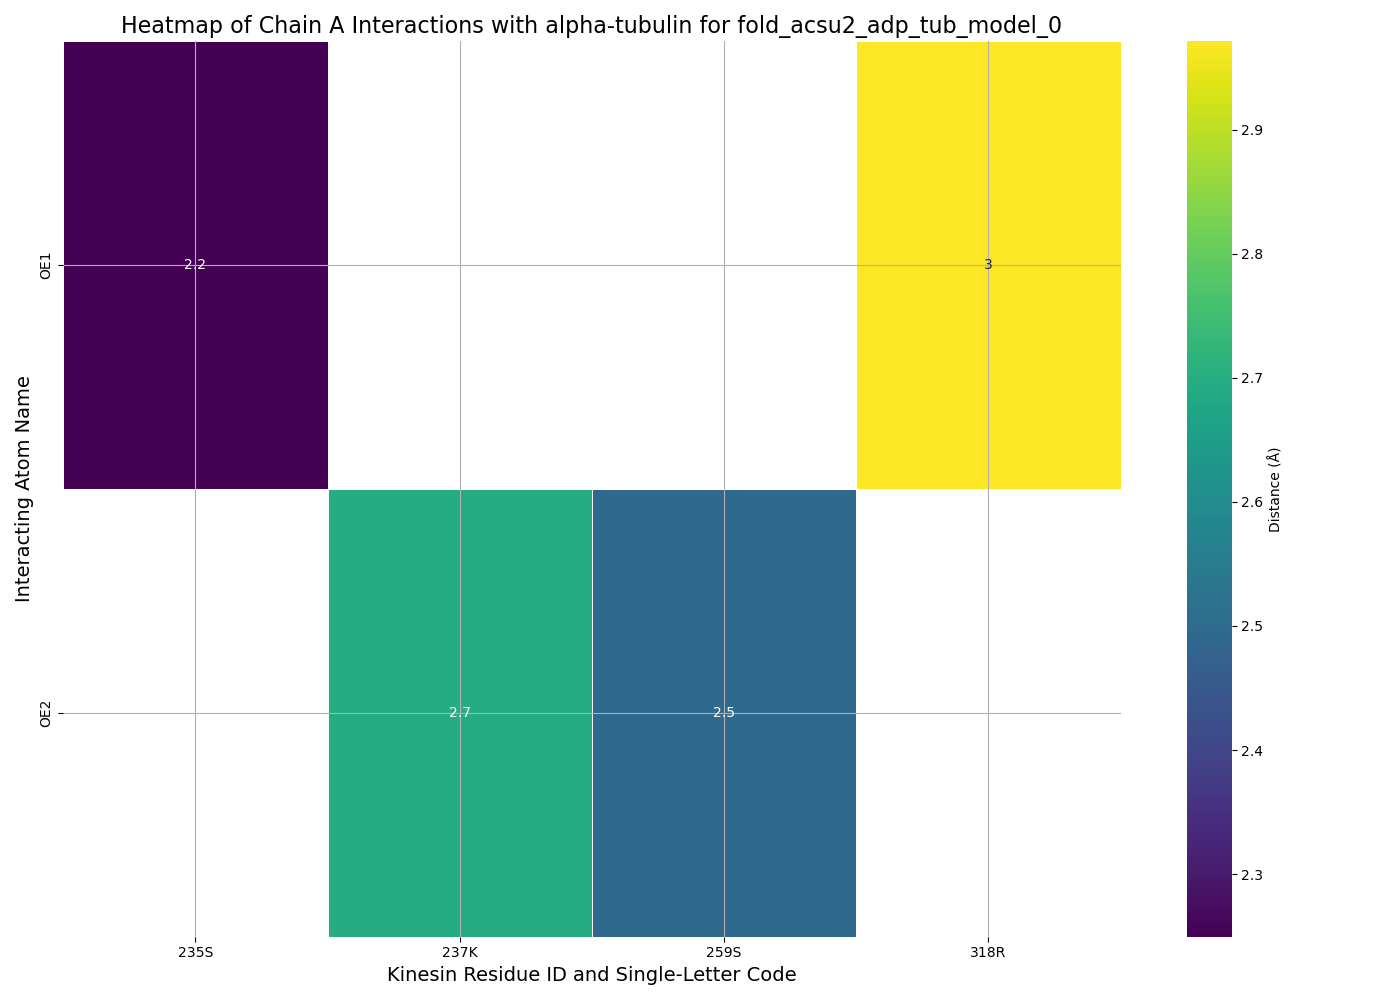 Heatmap of Chain A Interactions with alpha-tubulin for fold_acsu2_adp_tub_model_0
Interacting Atom Name
OE1
OE2
2.2
3
2.7
2.5
235S
237K
259S
318R
Kinesin Residue ID and Single-Letter Code
2.9
2.8
2.7
2.6
2.5
2.4
2.3
Distance (Å)